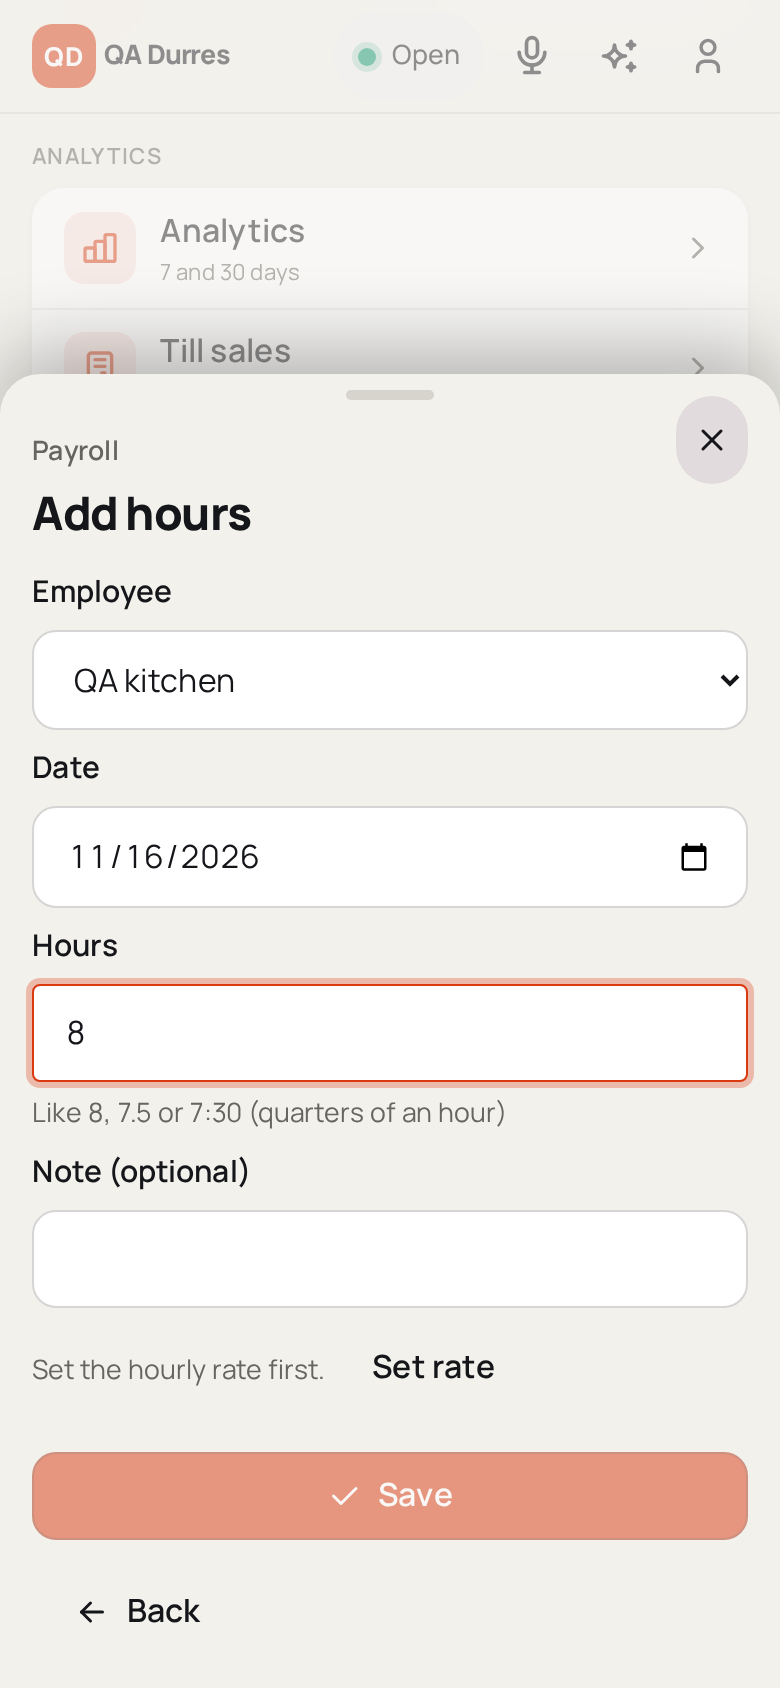 QD QA Durres Open
ANALYTICS
Analytics
7 and 30 days
Till sales
Payroll
Add hours
Employee
QA kitchen
Date
11/16/2026
Hours
8
Like 8, 7.5 or 7:30 (quarters of an hour)
Note (optional)
Set the hourly rate first. Set rate
Save
Back